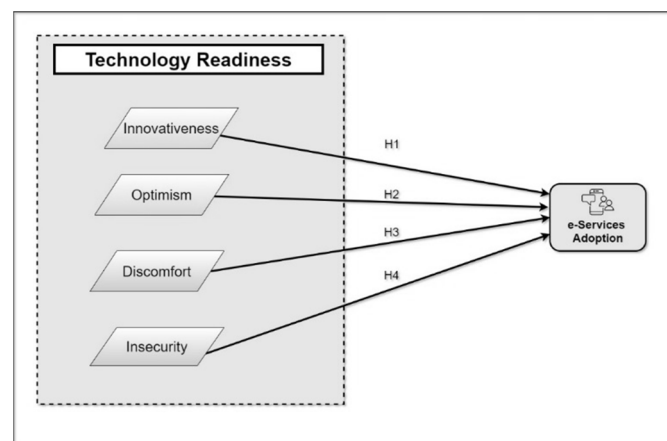 Technology Readiness
Innovativeness
H1
Optimism
H2
e-Services
Adoption
H3
Discomfort
H4
Insecurity